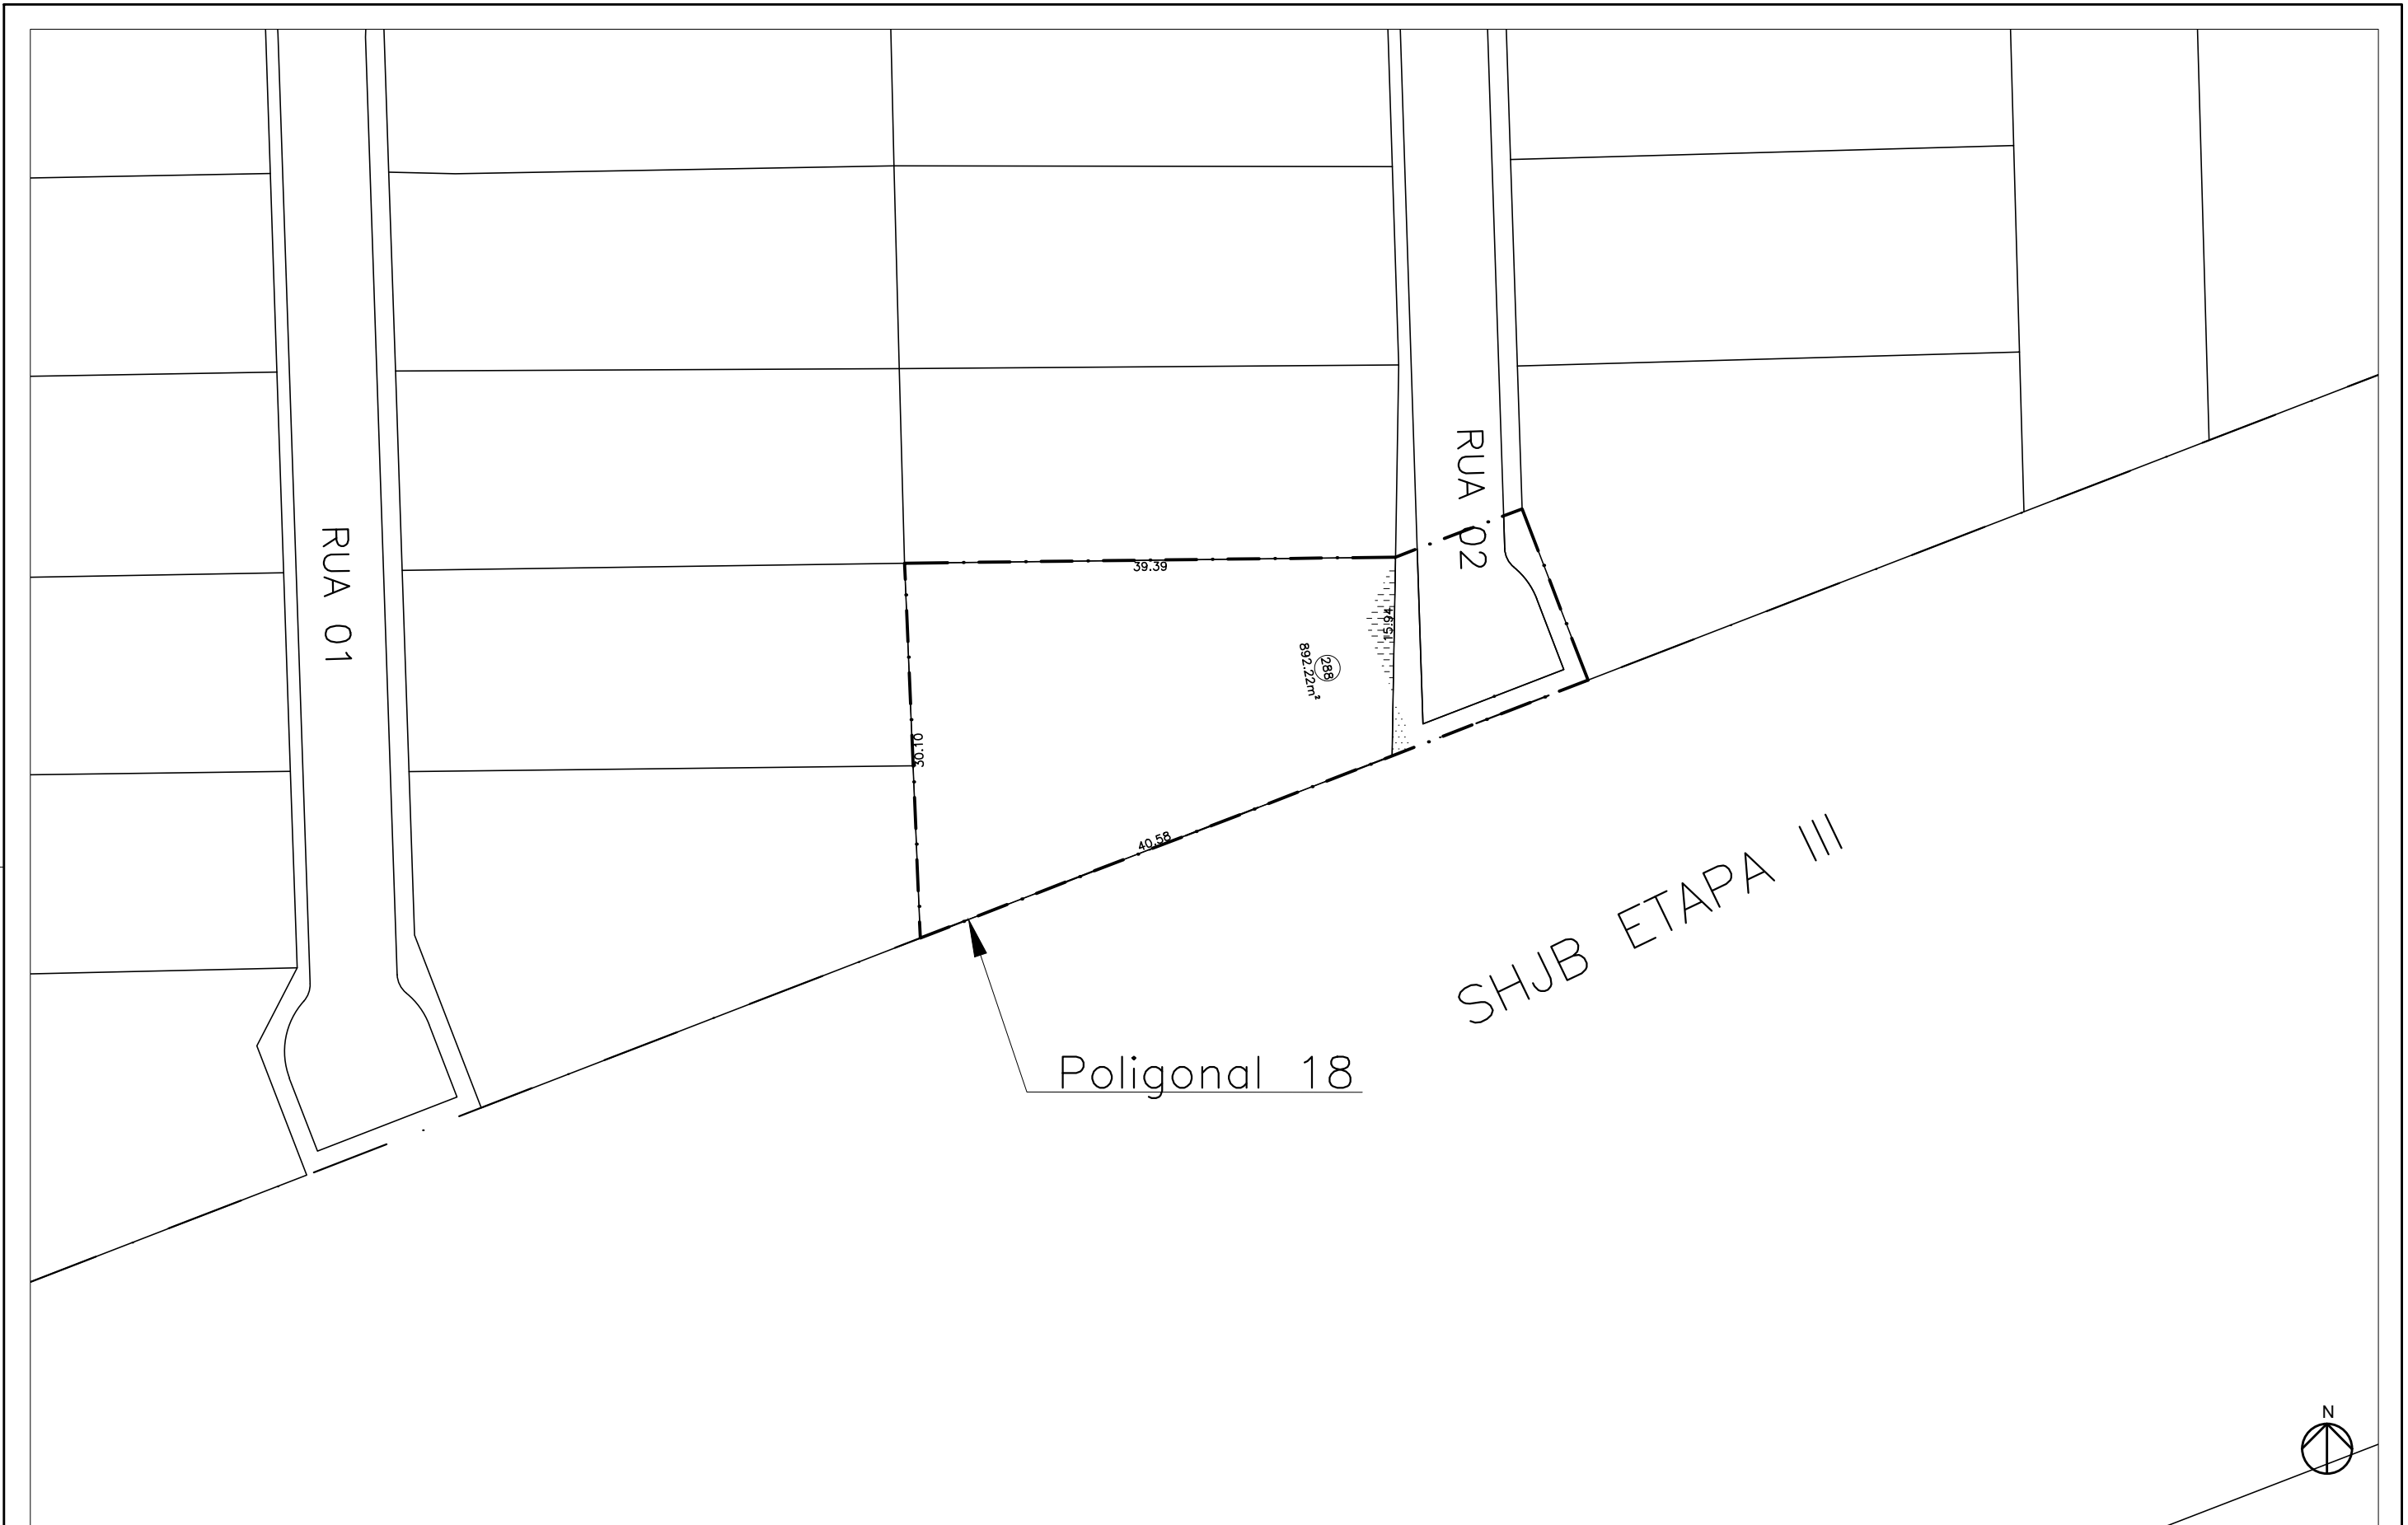 RUA 02
RUA 01
39.39
15.94
288
892.22m²
30.10
40.58
SHJB ETAPA III
Poligonal 18
N